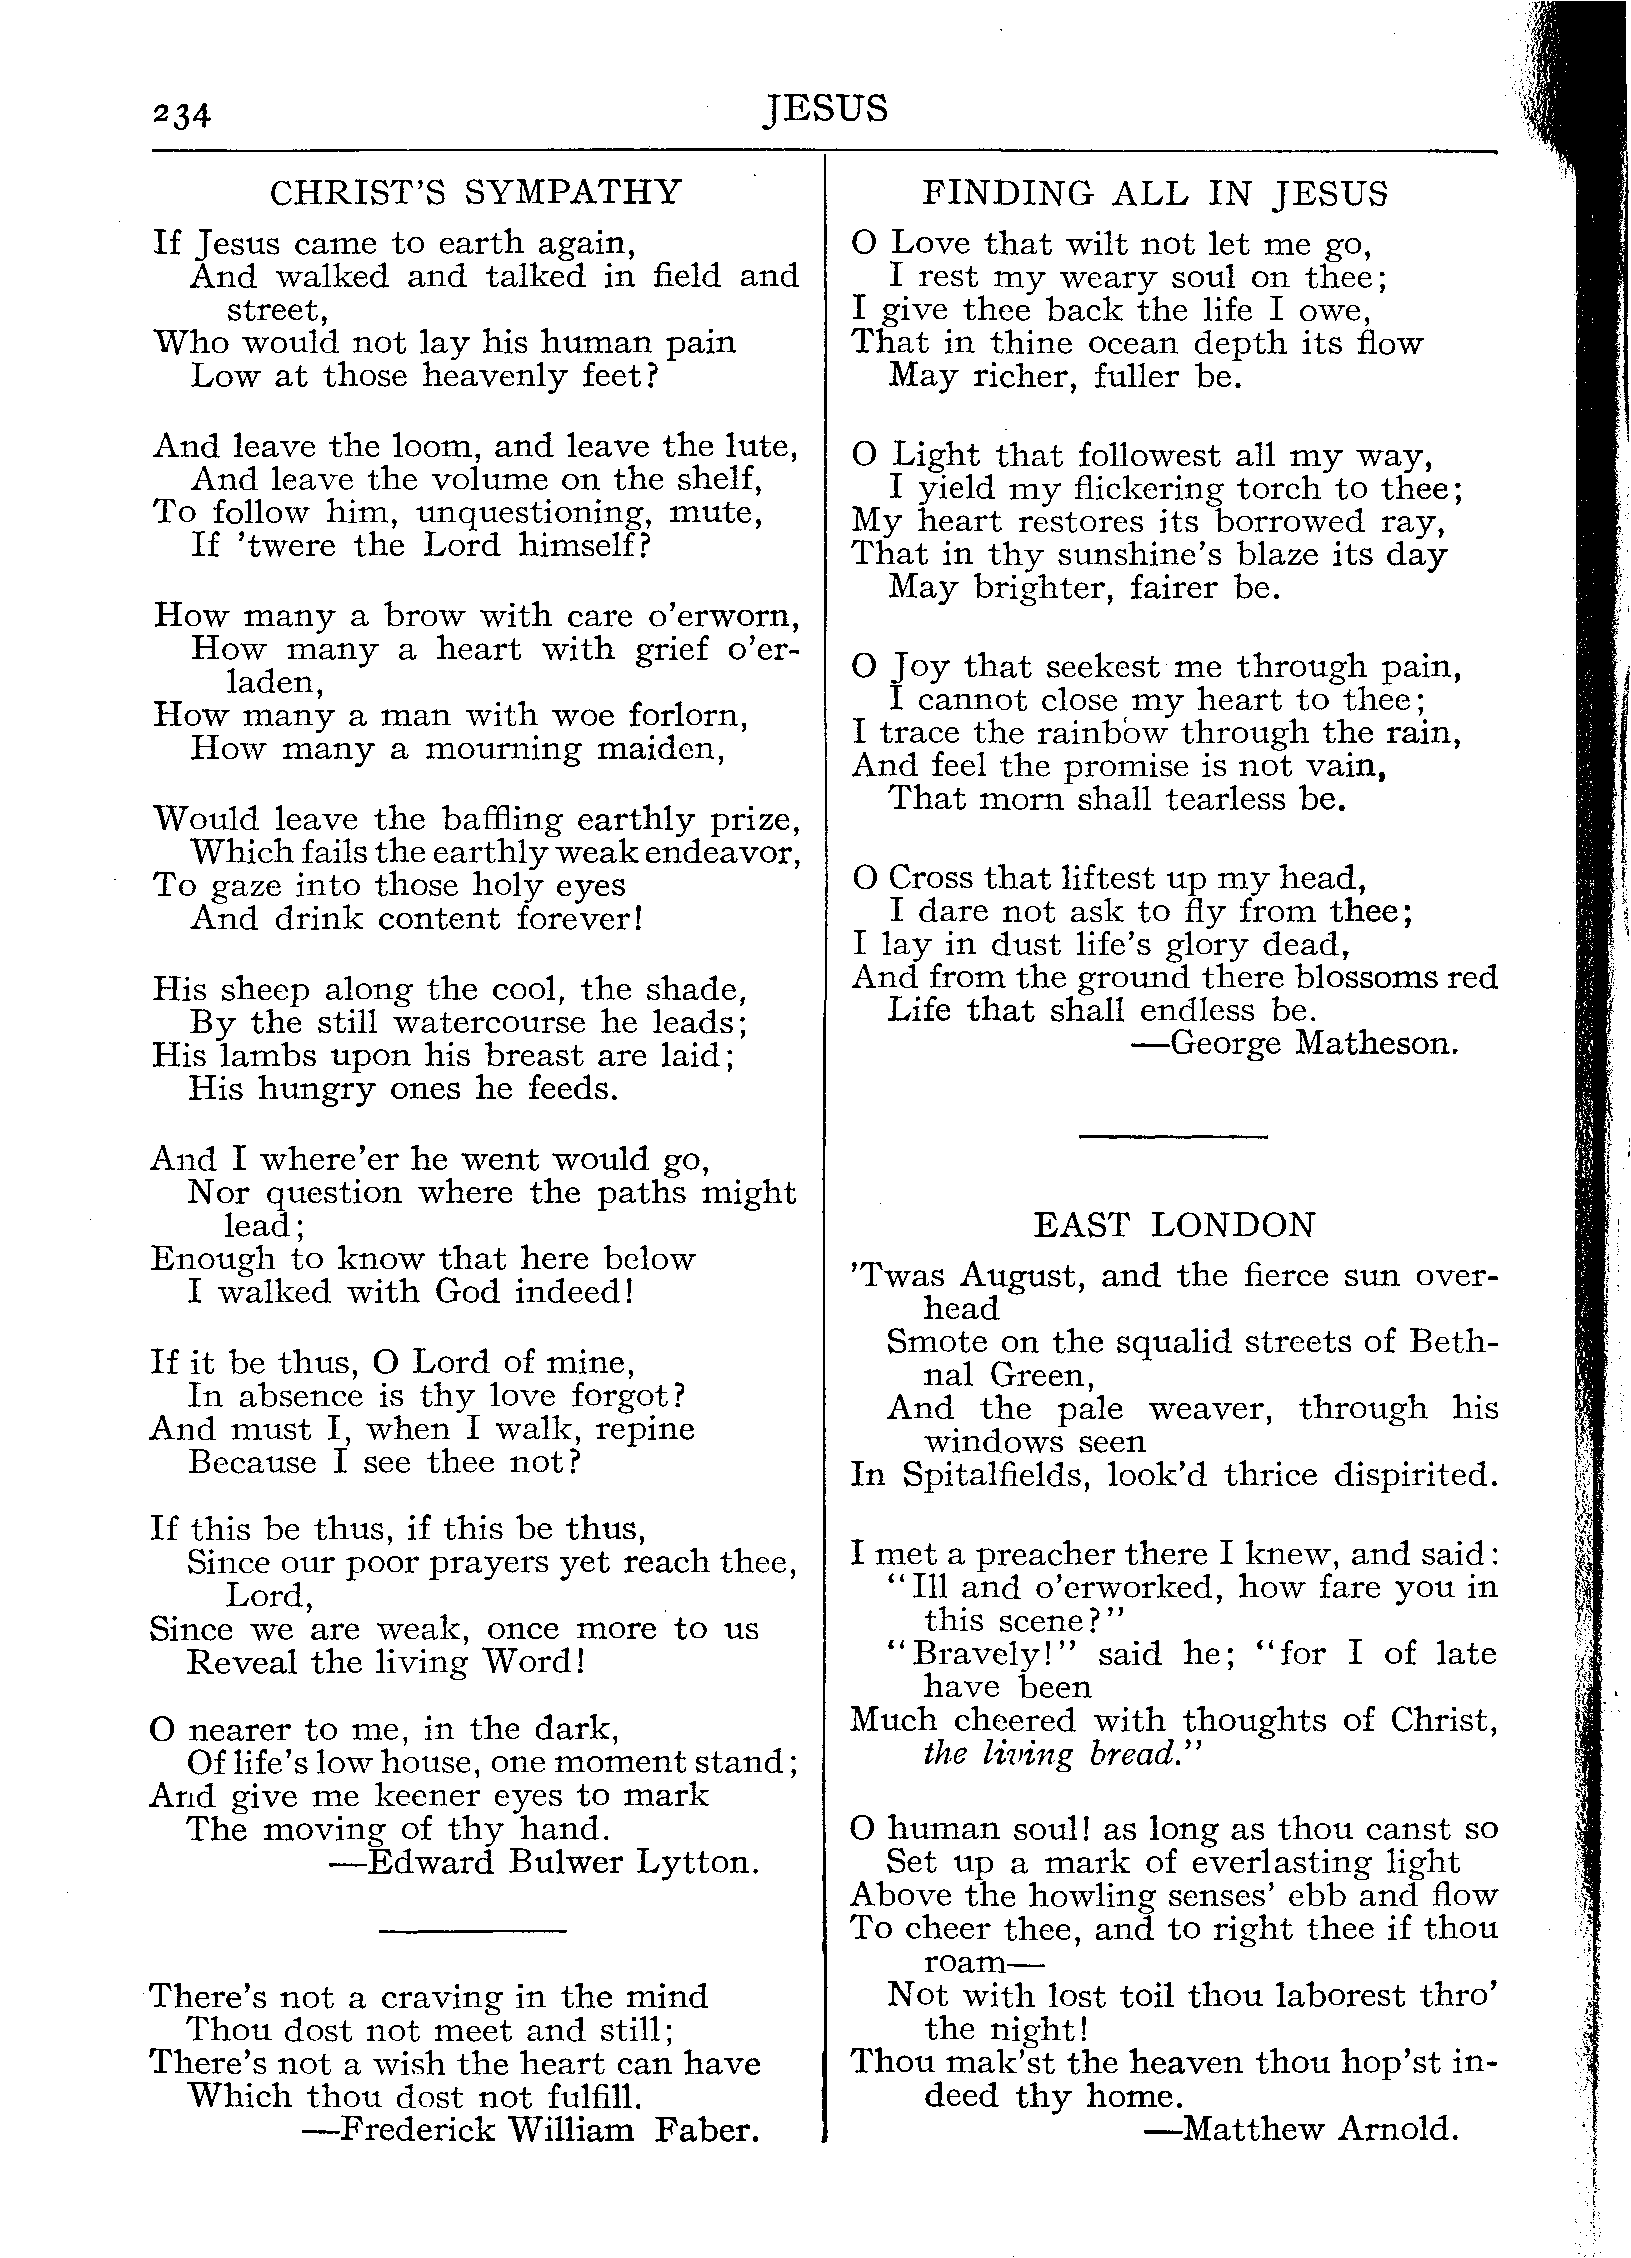 234
JESUS
CHRIST'S SYMPATHY
If Jesus came to earth again,
And walked and talked in field and
street,
Who would not lay his human pain
Low at those heavenly feet?
And leave the loom, and leave the lute,
And leave the volume on the shelf,
To follow him, unquestioning, mute,
If 'twere the Lord himself?
How many a brow with care o'erworn,
How many a heart with grief o'er-
laden,
How many a man with woe forlorn,
How many a mourning maiden,
Would leave the baffling earthly prize,
Which fails the earthly weak endeavor,
To gaze into those holy eyes
And drink content forever!
His sheep along the cool, the shade,
By the still watercourse he leads;
His lambs upon his breast are laid;
His hungry ones he feeds.
And I where'er he went would go,
Nor question where the paths might
lead;
Enough to know that here below
I walked with God indeed!
If it be thus, O Lord of mine,
In absence is thy love forgot?
And must I, when I walk, repine
Because I see thee not?
If this be thus, if this be thus,
Since our poor prayers yet reach thee,
Lord,
Since we are weak, once more to us
Reveal the living Word!
O nearer to me, in the dark,
Of life's low house, one moment stand;
And give me keener eyes to mark
The moving of thy hand.
—Edward Bulwer Lytton.
There's not a craving in the mind
Thou dost not meet and still;
There's not a wish the heart can have
Which thou dost not fulfill.
—Frederick William Faber.
FINDING ALL IN JESUS
O Love that wilt not let me go,
I rest my weary soul on thee;
I give thee back the life I owe,
That in thine ocean depth its flow
May richer, fuller be.
O Light that followest all my way,
I yield my flickering torch to thee;
My heart restores its borrowed ray,
That in thy sunshine's blaze its day
May brighter, fairer be.
O Joy that seekest me through pain,
I cannot close my heart to thee;
I trace the rainbow through the rain,
And feel the promise is not vain,
That morn shall tearless be.
O Cross that liftest up my head,
I dare not ask to fly from thee;
I lay in dust life's glory dead,
And from the ground there blossoms red
Life that shall endless be.
—George Matheson.
EAST LONDON
'Twas August, and the fierce sun over-
head
Smote on the squalid streets of Beth-
nal Green,
And the pale weaver, through his
windows seen
In Spitalfields, look'd thrice dispirited.
I met a preacher there I knew, and said:
"Ill and o'erworked, how fare you in
this scene?"
"Bravely!" said he; "for I of late
have been
Much cheered with thoughts of Christ,
the living bread."
O human soul! as long as thou canst so
Set up a mark of everlasting light
Above the howling senses' ebb and flow
To cheer thee, and to right thee if thou
roam—
Not with lost toil thou laborest thro'
the night!
Thou mak'st the heaven thou hop'st in-
deed thy home.
—Matthew Arnold.